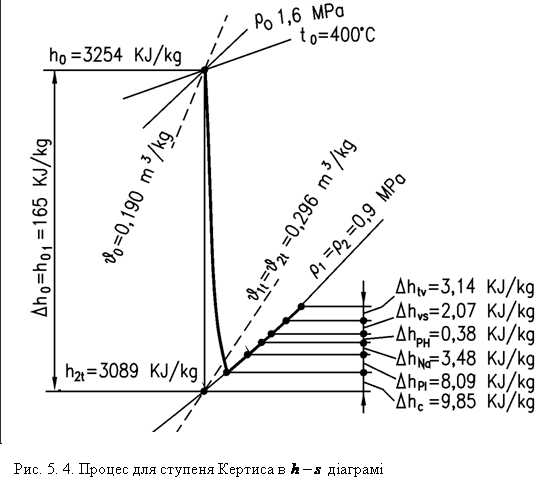 h₀=3254 KJ/kg
ρ₀ 1,6 MPa
t₀=400°C
Δh₀=h₀₁=165 KJ/kg
ϑ₀=0,190 m³/kg
ϑ₁t=ϑ₂t=0,296 m³/kg
ρ₁=ρ₂=0,9 MPa
Δhtv=3,14 KJ/kg
Δhvs=2,07 KJ/kg
ΔhPH=0,38 KJ/kg
ΔhNa=3,48 KJ/kg
ΔhPl=8,09 KJ/kg
Δhc=9,85 KJ/kg
h₂t=3089 KJ/kg
Рис. 5. 4. Процес для ступеня Кертиса в h – s діаграмі